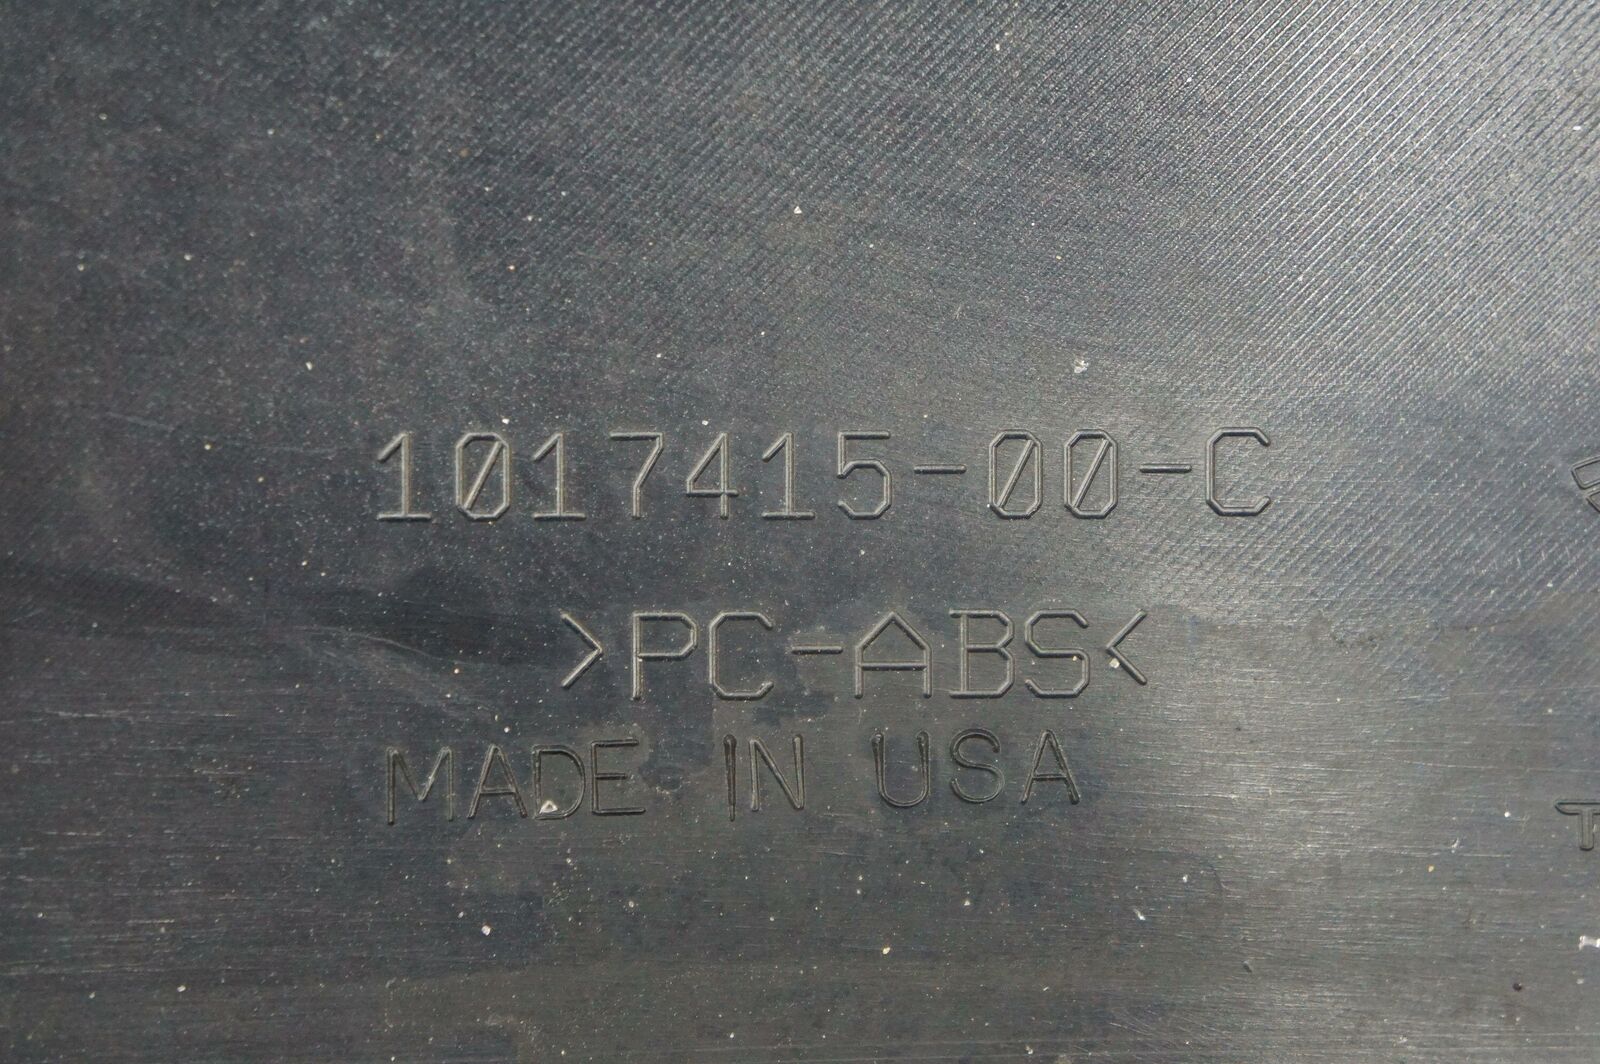 1017415-00-C
>PC-ABS<
MADE IN USA
T